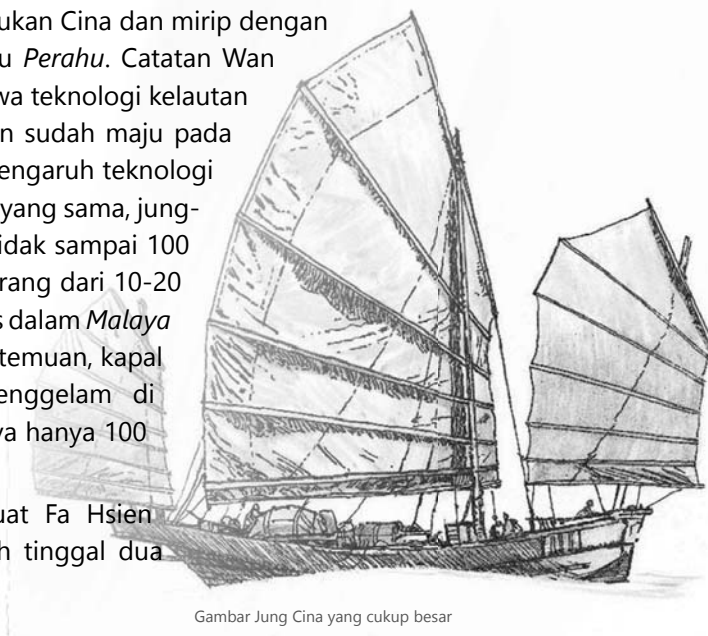 ukan Cina dan mirip dengan
u Perahu. Catatan Wan
wa teknologi kelautan
n sudah maju pada
engaruh teknologi
yang sama, jung-
idak sampai 100
rang dari 10-20
s dalam Malaya
temuan, kapal
enggelam di
ya hanya 100
uat Fa Hsien
h tinggal dua
Gambar Jung Cina yang cukup besar